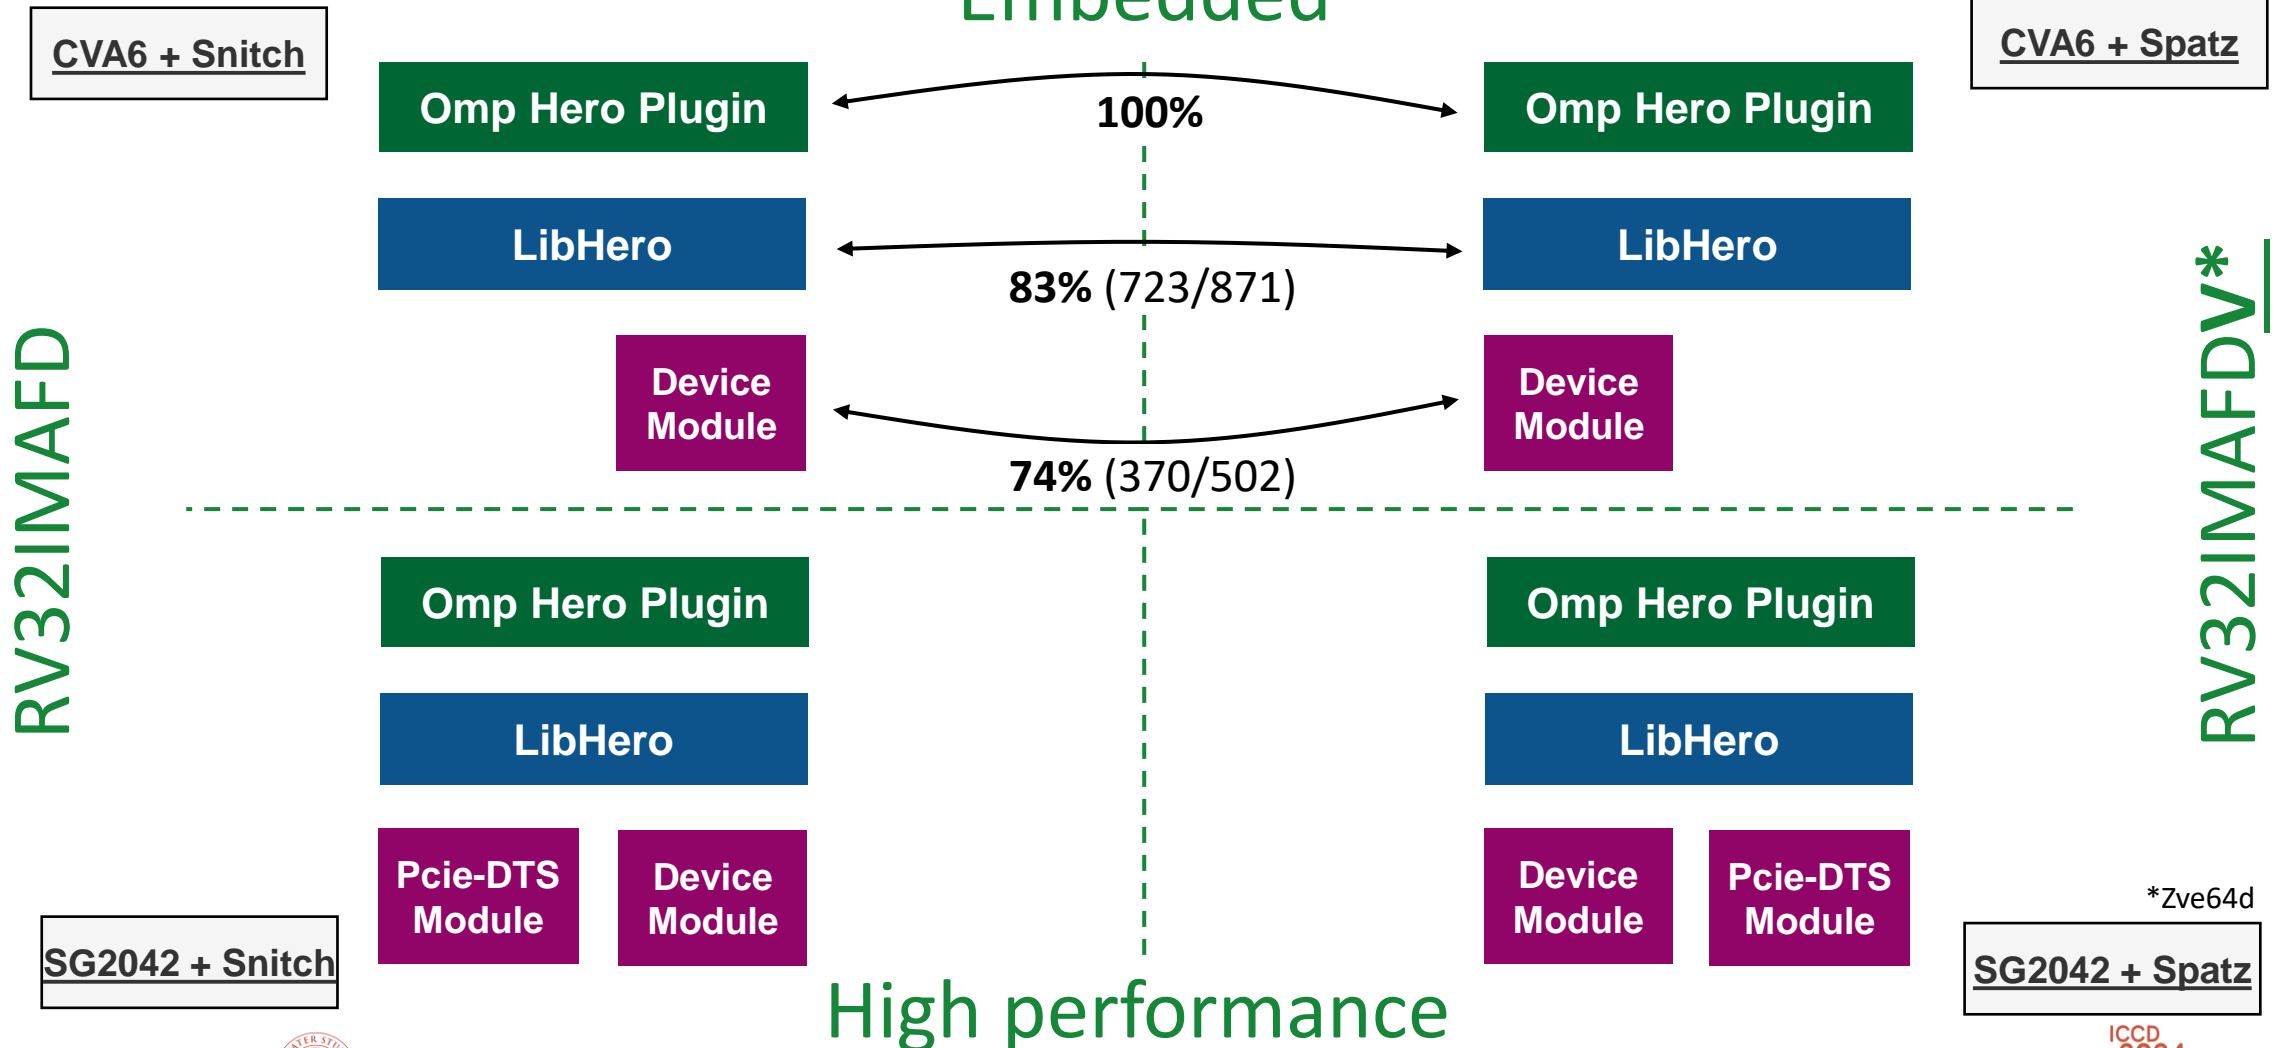 Embedded
CVA6 + Snitch
CVA6 + Spatz
Omp Hero Plugin
100%
Omp Hero Plugin
LibHero
LibHero
83% (723/871)
Device
Module
Device
Module
74% (370/502)
RV32IMAFD
RV32IMAFDV*
Omp Hero Plugin
Omp Hero Plugin
LibHero
LibHero
Pcie-DTS
Module
Device
Module
Device
Module
Pcie-DTS
Module
*Zve64d
SG2042 + Snitch
SG2042 + Spatz
High performance
ICCD